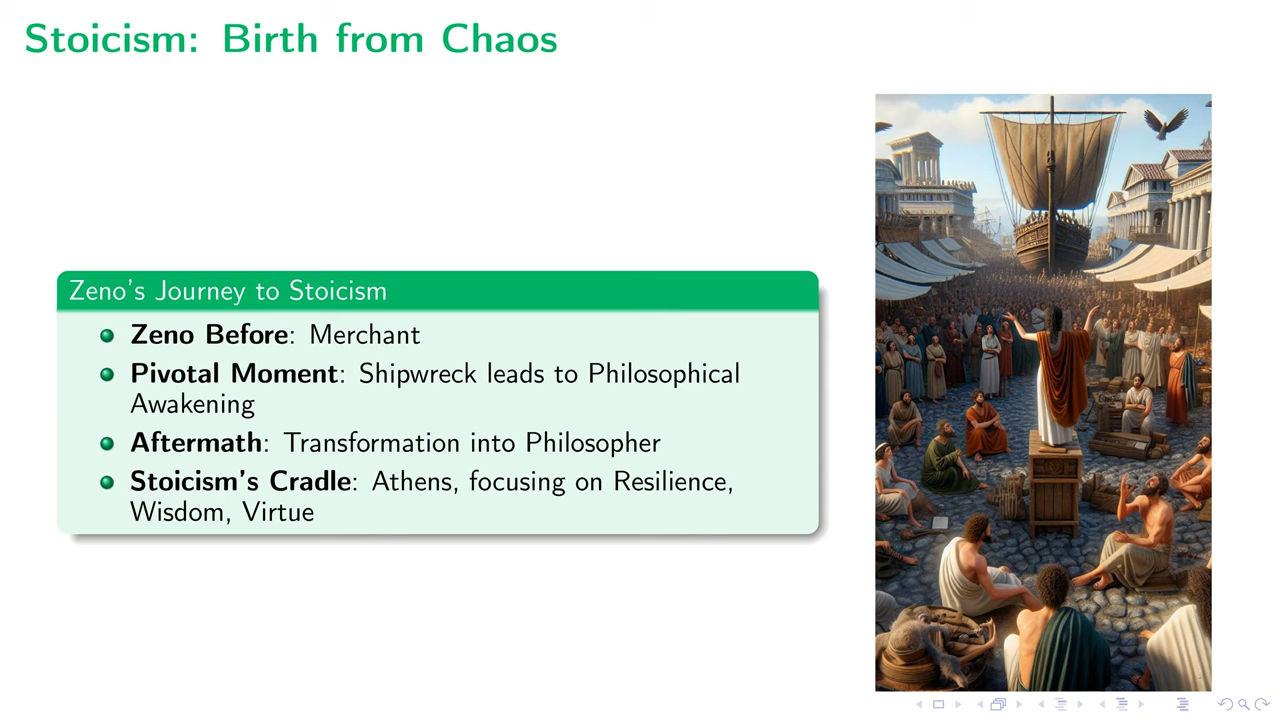 Stoicism: Birth from Chaos
Zeno's Journey to Stoicism
Zeno Before: Merchant
Pivotal Moment: Shipwreck leads to Philosophical
Awakening
Aftermath: Transformation into Philosopher
Stoicism's Cradle: Athens, focusing on Resilience,
Wisdom, Virtue